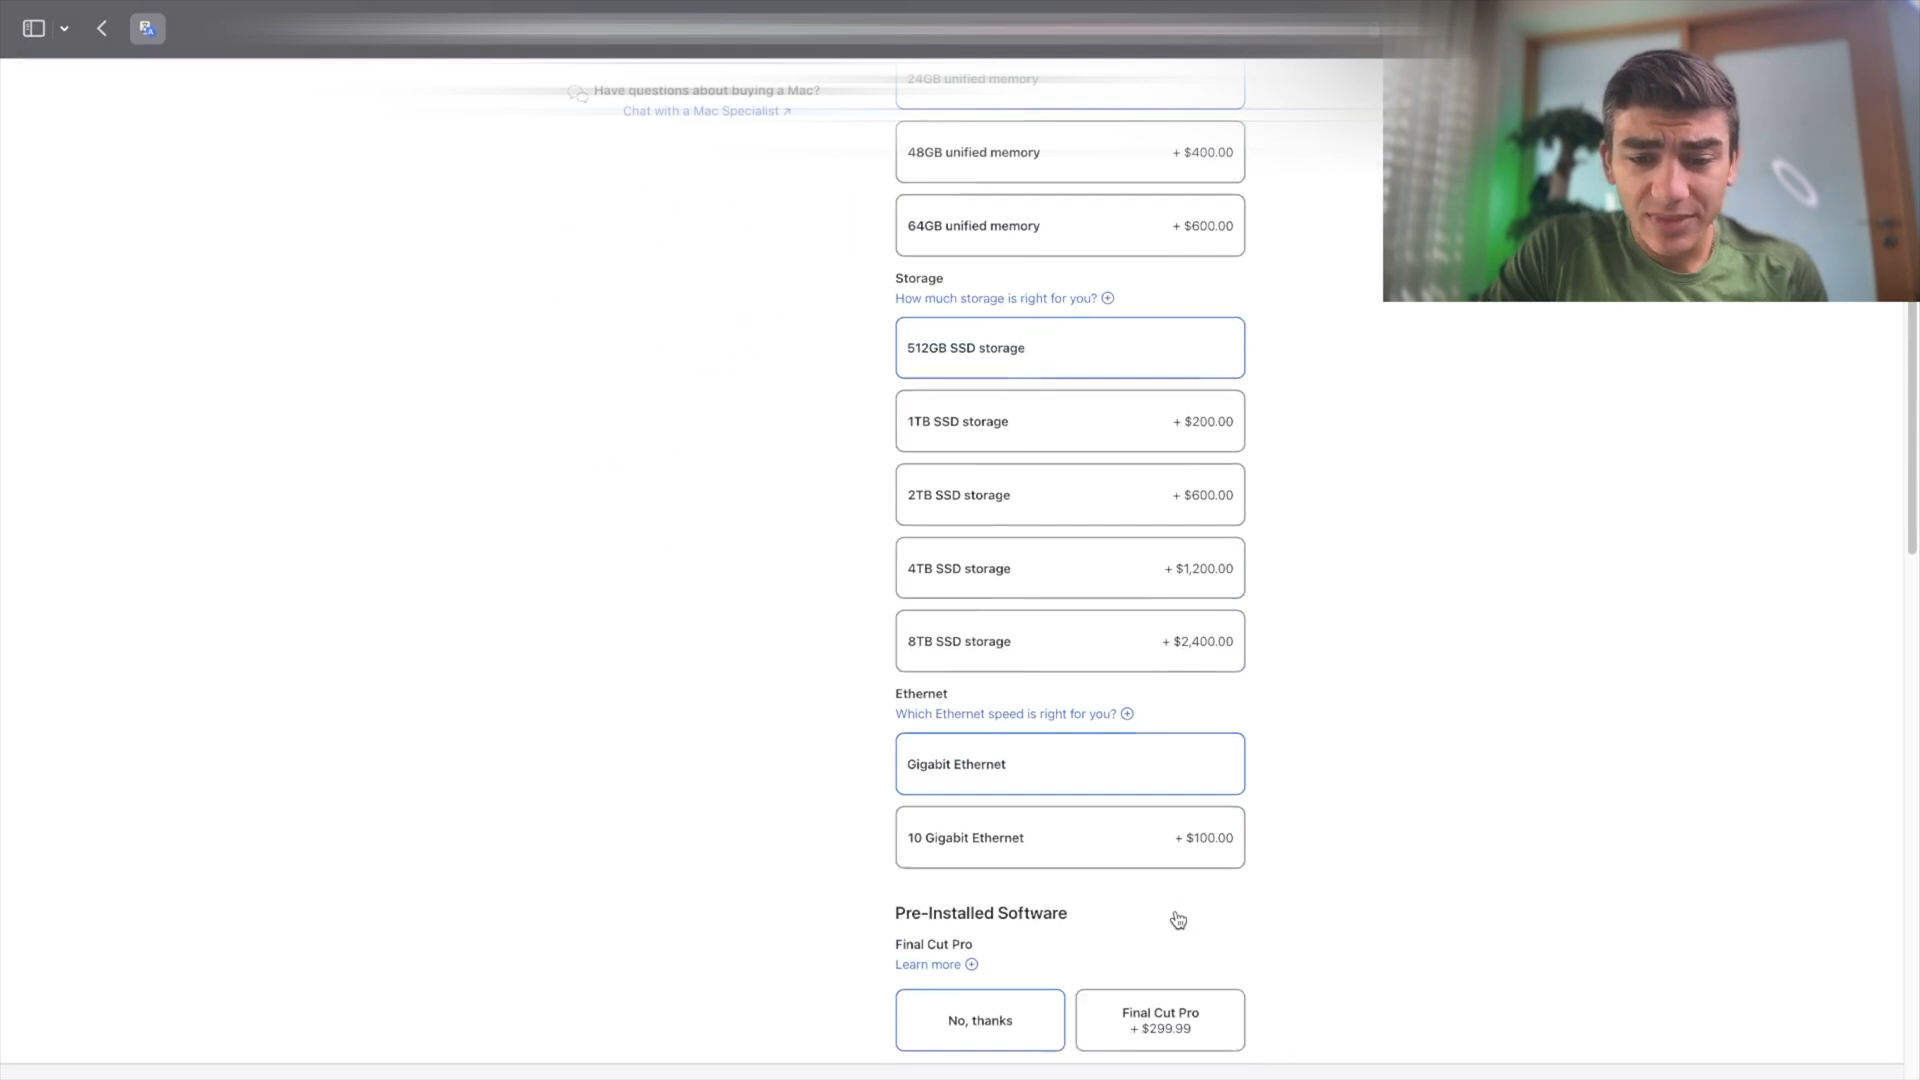 Have questions about buying a Mac?
Chat with a Mac Specialist ↗
24GB unified memory
48GB unified memory + $400.00
64GB unified memory + $600.00
Storage
How much storage is right for you?
512GB SSD storage
1TB SSD storage + $200.00
2TB SSD storage + $600.00
4TB SSD storage + $1,200.00
8TB SSD storage + $2,400.00
Ethernet
Which Ethernet speed is right for you?
Gigabit Ethernet
10 Gigabit Ethernet + $100.00
Pre-Installed Software
Final Cut Pro
Learn more
No, thanks
Final Cut Pro
+ $299.99